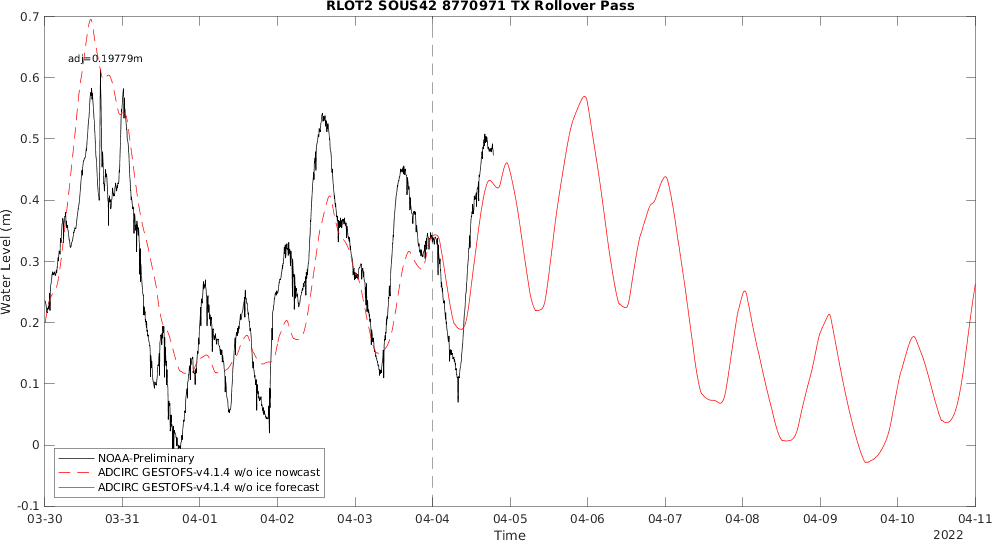 RLOT2 SOUS42 8770971 TX Rollover Pass
adj=0.19779m
Water Level (m)
0.7
0.6
0.5
0.4
0.3
0.2
0.1
0
-0.1
NOAA-Preliminary
ADCIRC GESTOFS-v4.1.4 w/o ice nowcast
ADCIRC GESTOFS-v4.1.4 w/o ice forecast
03-30 03-31 04-01 04-02 04-03 04-04 04-05 04-06 04-07 04-08 04-09 04-10 04-11
Time
2022